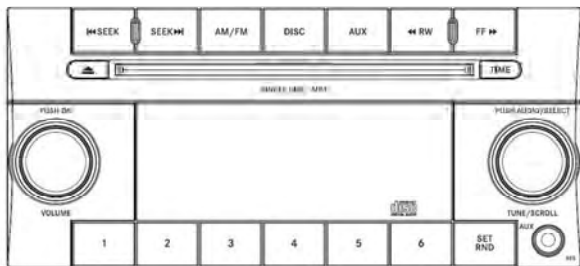 ⏮SEEK SEEK⏭ AM/FM DISC AUX ◀◀ RW FF ▶▶
TIME
PUSH ON/ PUSH AUDIO/SELECT
VOLUME TUNE/SCROLL
1 2 3 4 5 6 SET RND AUX